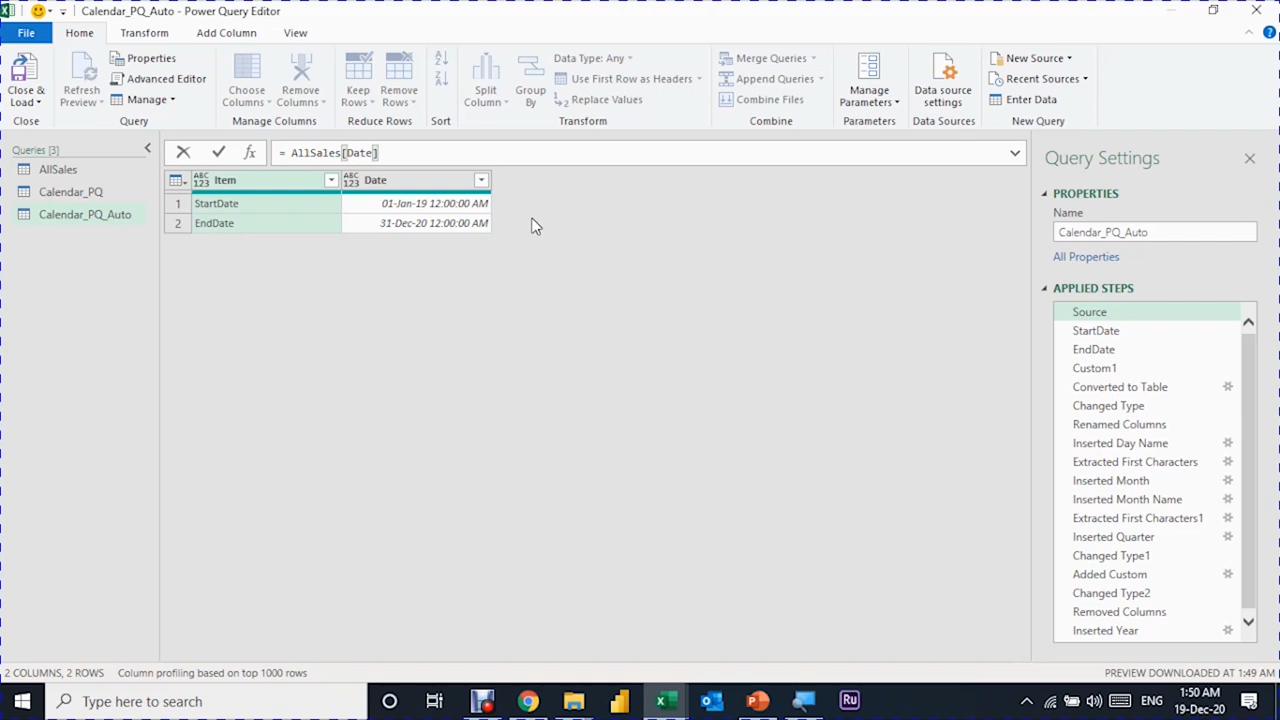 Calendar_PQ_Auto - Power Query Editor
File Home Transform Add Column View
Close & Load
Refresh Preview
Properties
Advanced Editor
Manage
Choose Columns
Remove Columns
Keep Rows
Remove Rows
Split Column
Group By
Data Type: Any
Use First Row as Headers
Replace Values
Merge Queries
Append Queries
Combine Files
Manage Parameters
Data source settings
New Source
Recent Sources
Enter Data
Close Query Manage Columns Reduce Rows Sort Transform Combine Parameters Data Sources New Query
Queries [3]
AllSales
Calendar_PQ
Calendar_PQ_Auto
fx = AllSales[Date]
ABC 123 Item ABC 123 Date
1 StartDate 01-Jan-19 12:00:00 AM
2 EndDate 31-Dec-20 12:00:00 AM
Query Settings
PROPERTIES
Name
Calendar_PQ_Auto
All Properties
APPLIED STEPS
Source
StartDate
EndDate
Custom1
Converted to Table
Changed Type
Renamed Columns
Inserted Day Name
Extracted First Characters
Inserted Month
Inserted Month Name
Extracted First Characters1
Inserted Quarter
Changed Type1
Added Custom
Changed Type2
Removed Columns
Inserted Year
2 COLUMNS, 2 ROWS Column profiling based on top 1000 rows PREVIEW DOWNLOADED AT 1:49 AM
Type here to search
Ru
ENG
1:50 AM
19-Dec-20